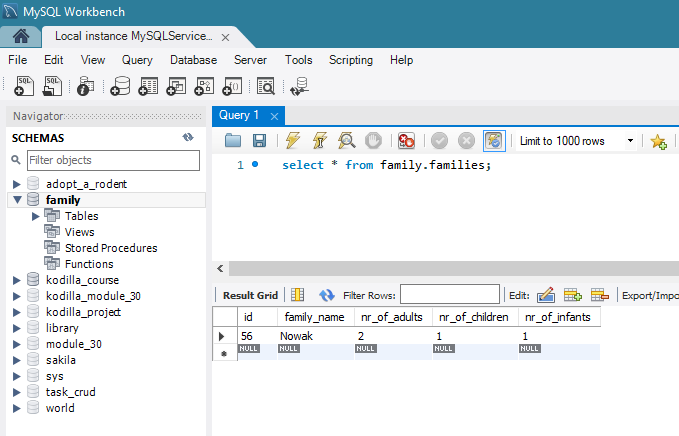 MySQL Workbench
Local instance MySQLService... ×
File Edit View Query Database Server Tools Scripting Help
Navigator
SCHEMAS
Filter objects
adopt_a_rodent
family
Tables
Views
Stored Procedures
Functions
kodilla_course
kodilla_module_30
kodilla_project
library
module_30
sakila
sys
task_crud
world
Query 1 ×
Limit to 1000 rows
1 select * from family.families;
Result Grid Filter Rows: Edit: Export/Impo
id family_name nr_of_adults nr_of_children nr_of_infants
56 Nowak 2 1 1
NULL NULL NULL NULL NULL